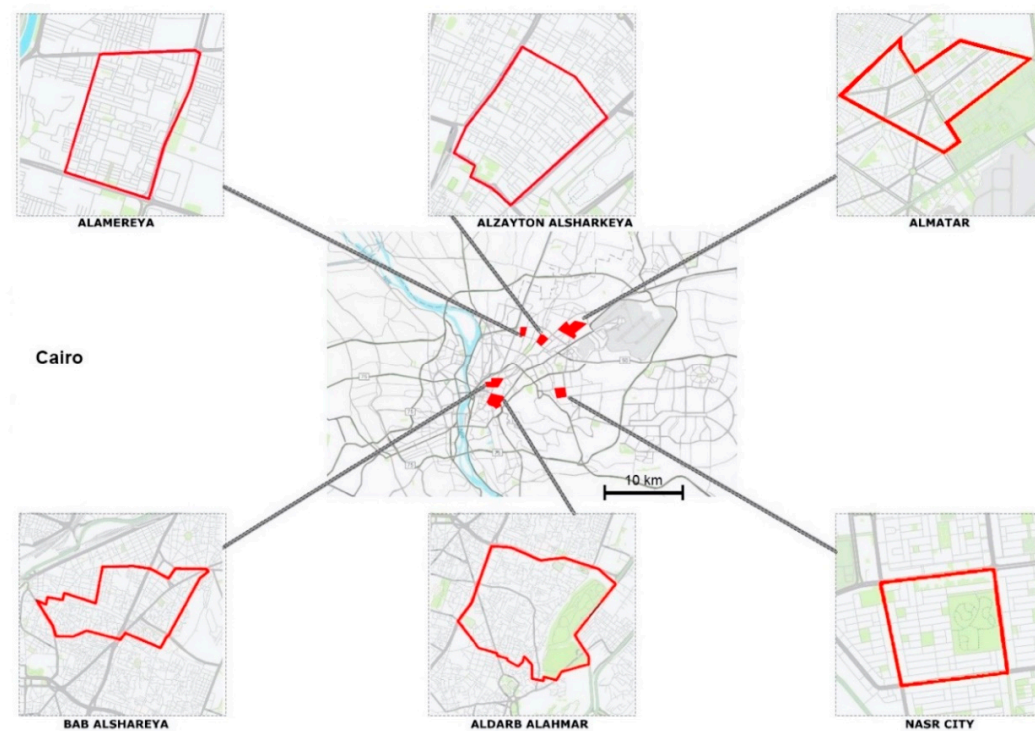 ALAMEREYA
ALZAYTON ALSHARKEYA
ALMATAR
Cairo
10 km
BAB ALSHAREYA
ALDARB ALAHMAR
NASR CITY